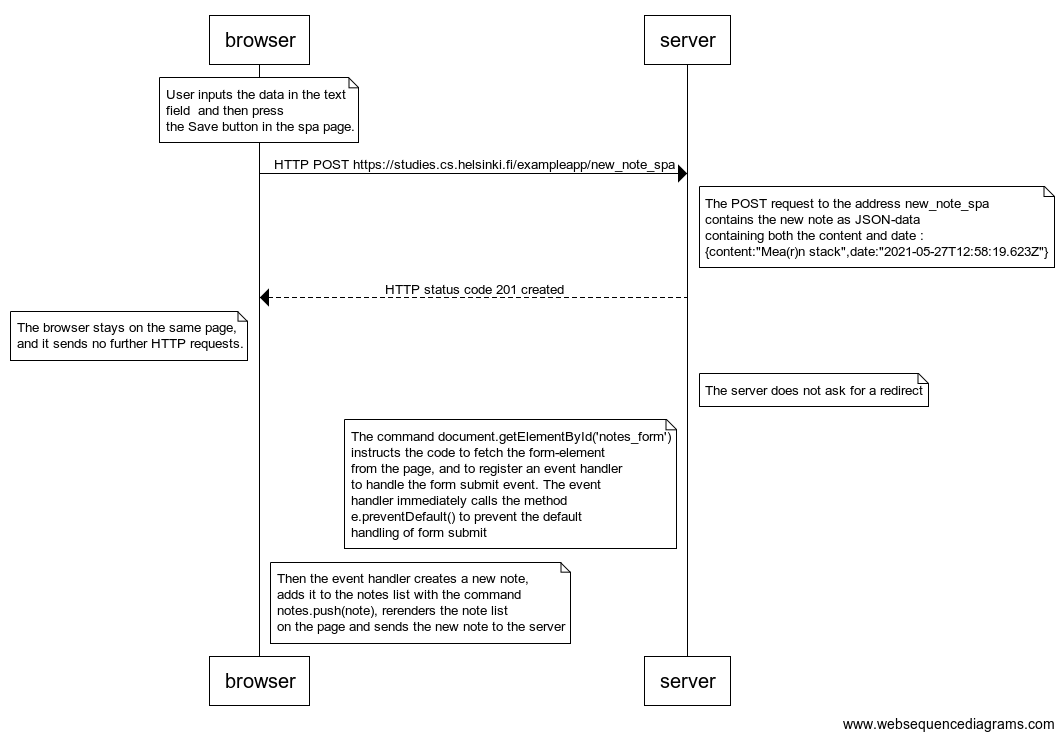 browser
server
User inputs the data in the text
field  and then press
the Save button in the spa page.
HTTP POST https://studies.cs.helsinki.fi/exampleapp/new_note_spa
The POST request to the address new_note_spa
contains the new note as JSON-data
containing both the content and date :
{content:"Mea(r)n stack",date:"2021-05-27T12:58:19.623Z"}
HTTP status code 201 created
The browser stays on the same page,
and it sends no further HTTP requests.
The server does not ask for a redirect
The command document.getElementById('notes_form')
instructs the code to fetch the form-element
from the page, and to register an event handler
to handle the form submit event. The event
handler immediately calls the method
e.preventDefault() to prevent the default
handling of form submit
Then the event handler creates a new note,
adds it to the notes list with the command
notes.push(note), rerenders the note list
on the page and sends the new note to the server
browser
server
www.websequencediagrams.com